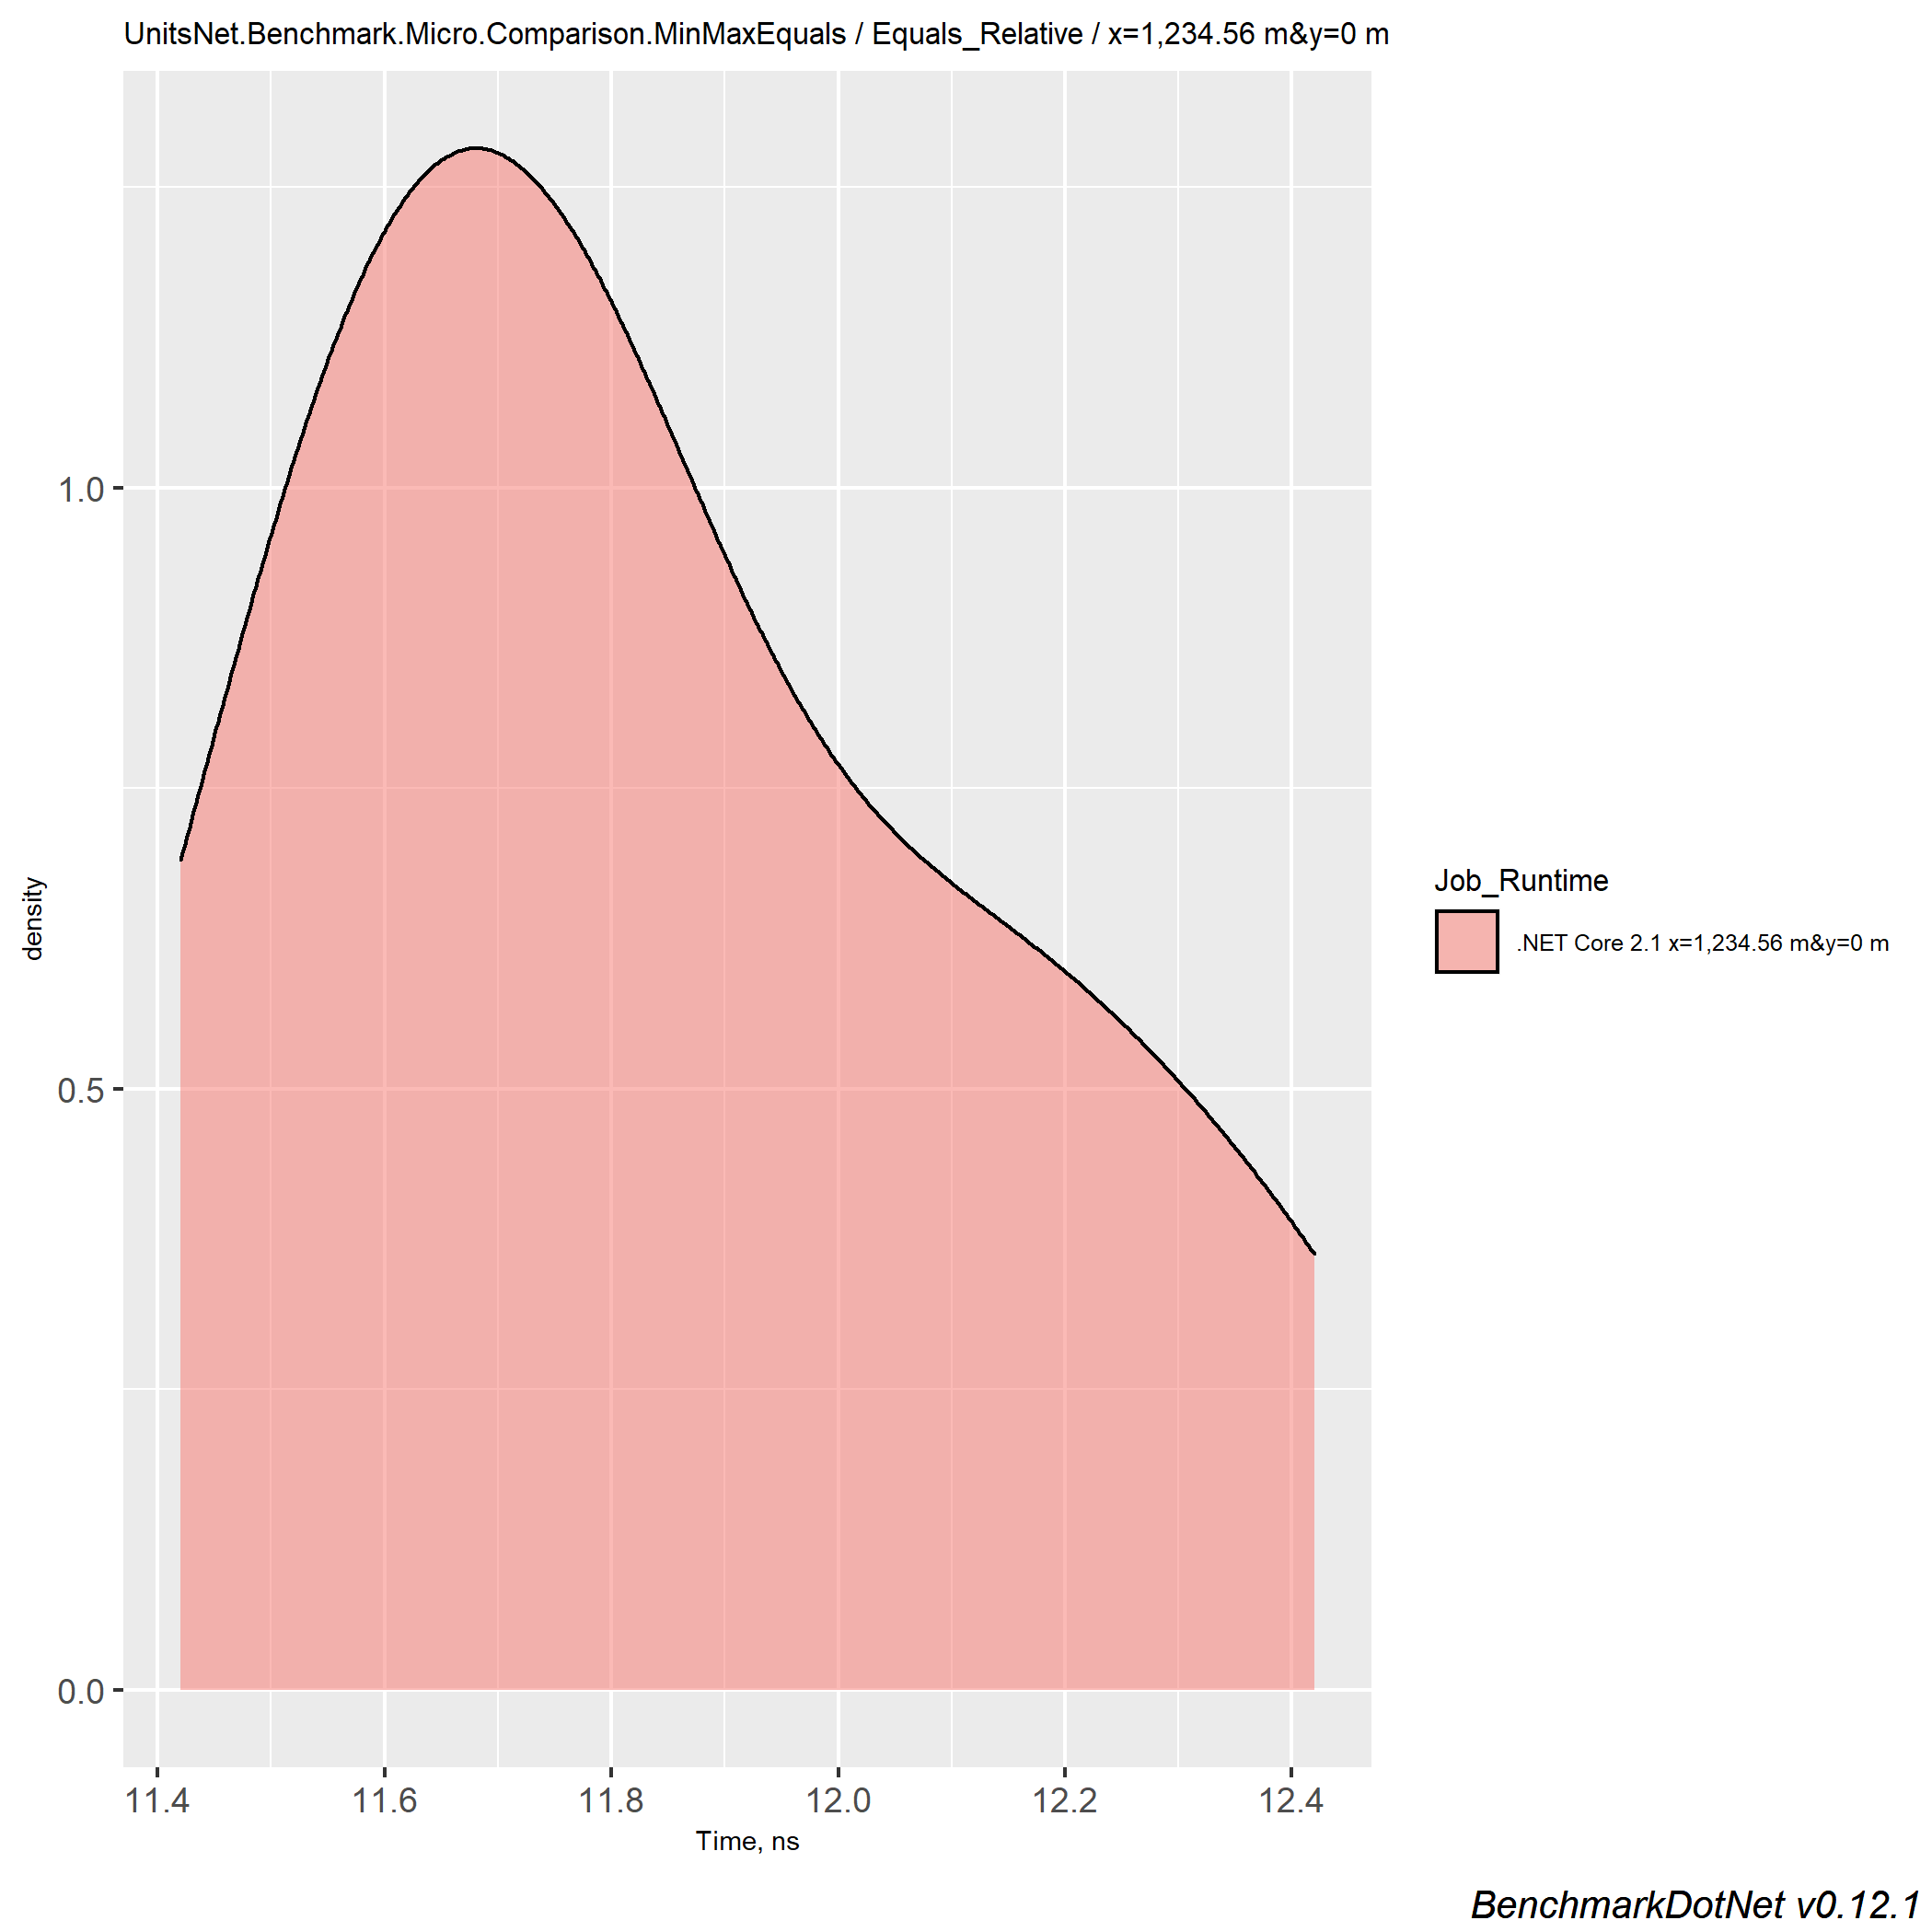 UnitsNet.Benchmark.Micro.Comparison.MinMaxEquals / Equals_Relative / x=1,234.56 m&y=0 m
1.0
0.5
0.0
density
11.4 11.6 11.8 12.0 12.2 12.4
Time, ns
Job_Runtime
.NET Core 2.1 x=1,234.56 m&y=0 m
BenchmarkDotNet v0.12.1